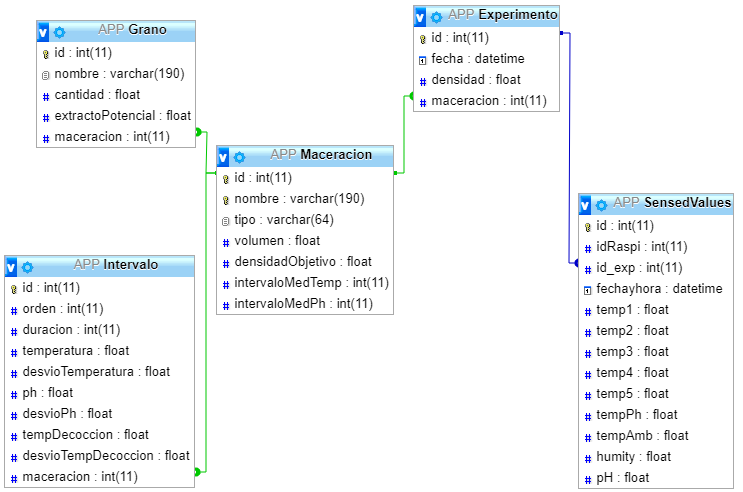 APP Grano
id : int(11)
nombre : varchar(190)
cantidad : float
extractoPotencial : float
maceracion : int(11)
APP Experimento
id : int(11)
fecha : datetime
densidad : float
maceracion : int(11)
APP Maceracion
id : int(11)
nombre : varchar(190)
tipo : varchar(64)
volumen : float
densidadObjetivo : float
intervaloMedTemp : int(11)
intervaloMedPh : int(11)
APP Intervalo
id : int(11)
orden : int(11)
duracion : int(11)
temperatura : float
desvioTemperatura : float
ph : float
desvioPh : float
tempDecoccion : float
desvioTempDecoccion : float
maceracion : int(11)
APP SensedValues
id : int(11)
idRaspi : int(11)
id_exp : int(11)
fechayhora : datetime
temp1 : float
temp2 : float
temp3 : float
temp4 : float
temp5 : float
tempPh : float
tempAmb : float
humity : float
pH : float